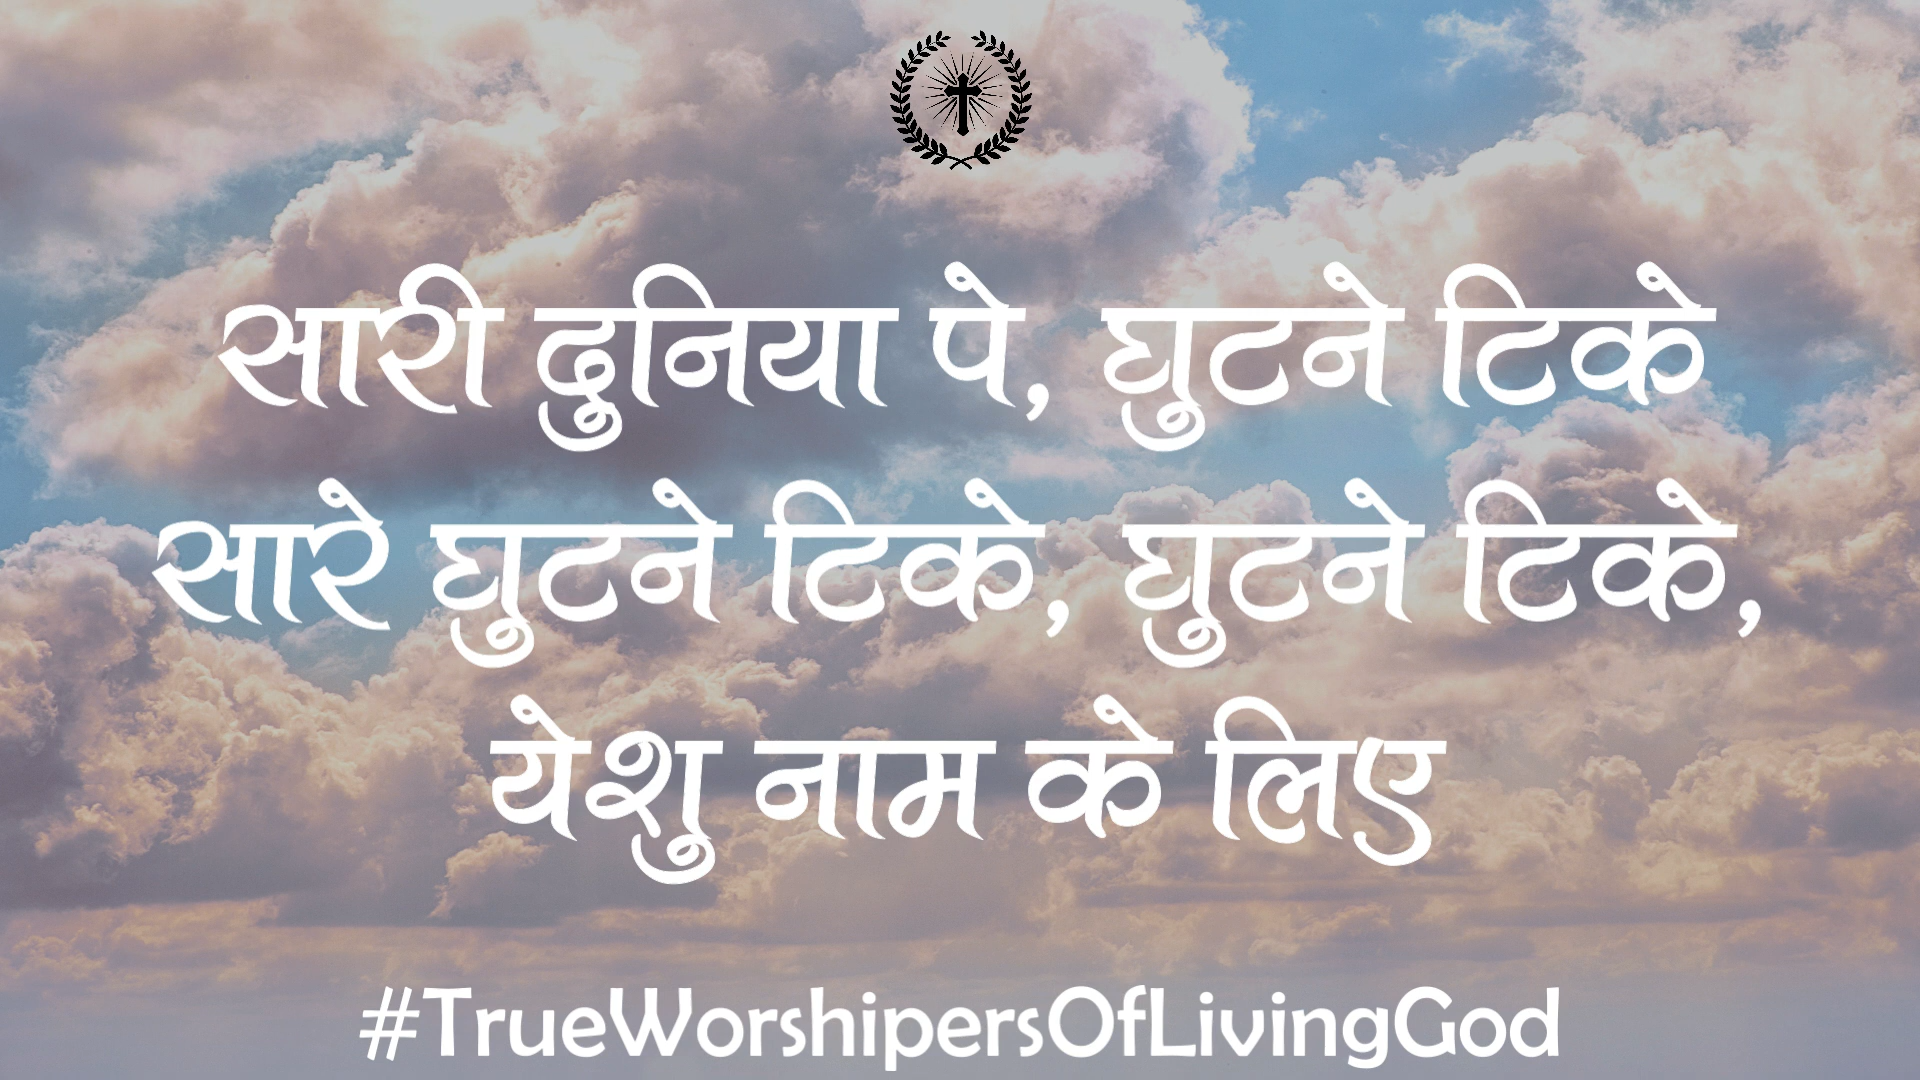 सारी दुनिया पे, घुटने टिके
सारे घुटने टिके, घुटने टिके,
येशु नाम के लिए
#TrueWorshipersOfLivingGod